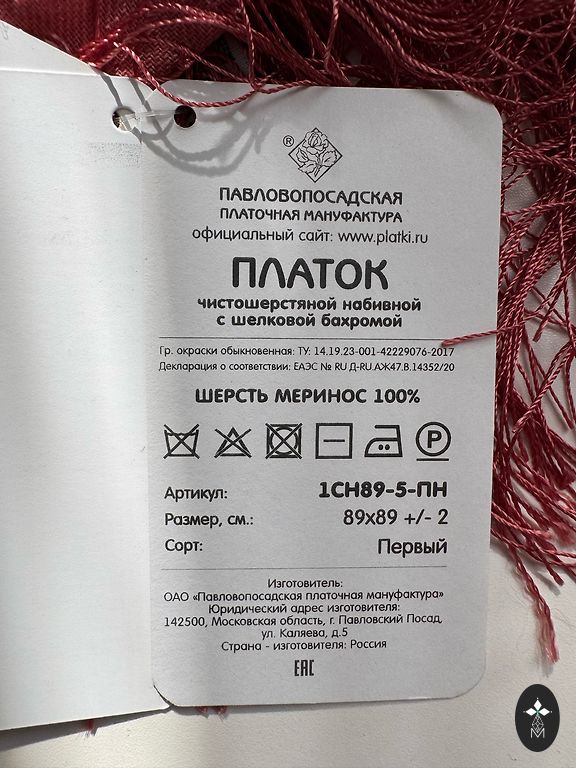 ®
ПАВЛОВОПОСАДСКАЯ
ПЛАТОЧНАЯ МАНУФАКТУРА
официальный сайт: www.platki.ru
ПЛАТОК
чистошерстяной набивной
с шелковой бахромой
Гр. окраски обыкновенная: ТУ: 14.19.23-001-42229076-2017
Декларация о соответствии: ЕАЭС № RU Д-RU.АЖ47.В.14352/20
ШЕРСТЬ МЕРИНОС 100%
P
Артикул: 1СН89-5-ПН
Размер, см.: 89х89 +/- 2
Сорт: Первый
Изготовитель:
ОАО «Павловопосадская платочная мануфактура»
Юридический адрес изготовителя:
142500, Московская область, г. Павловский Посад,
ул. Каляева, д.5
Страна - изготовителя: Россия
ЕАС
M